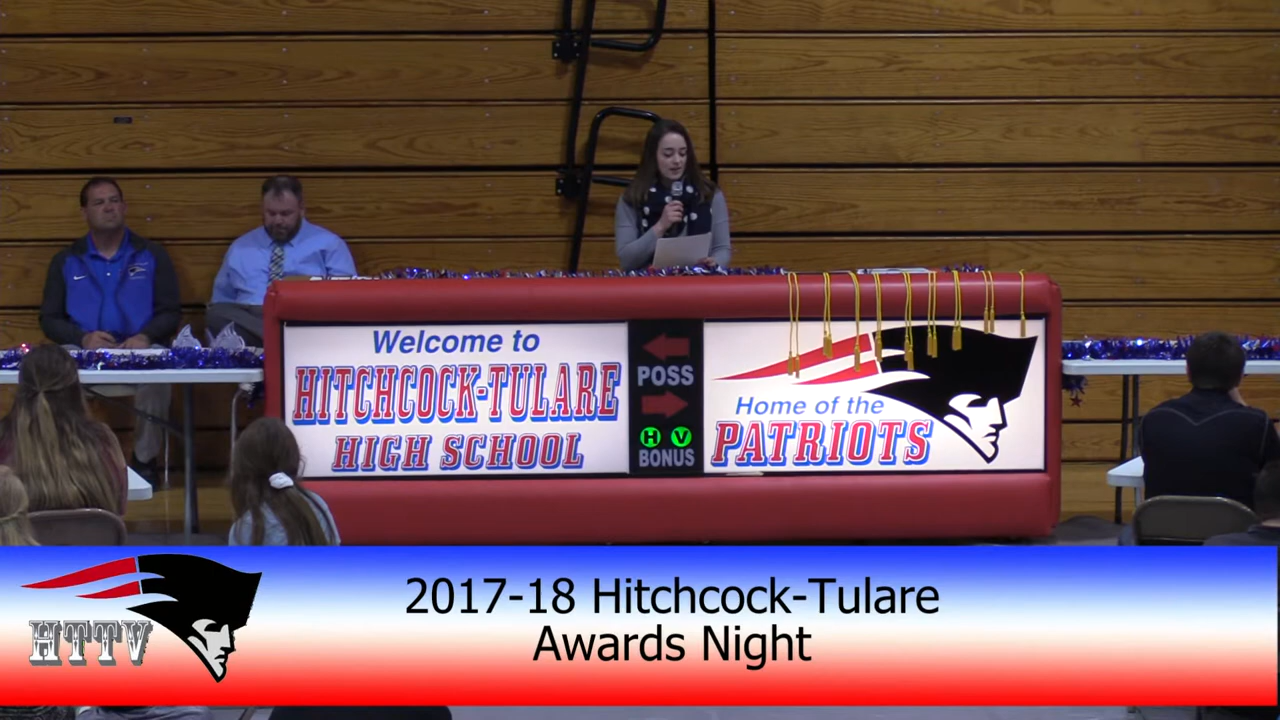 Welcome to
HITCHCOCK-TULARE
HIGH SCHOOL
POSS
H V
BONUS
Home of the
PATRIOTS
HTTV
2017-18 Hitchcock-Tulare
Awards Night